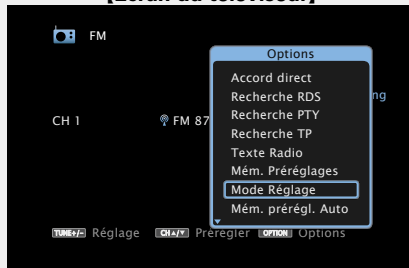 [Écran du téléviseur]
FM
Options
Accord direct
Recherche RDS
ng
Recherche PTY
CH 1
FM 87
Recherche TP
Texte Radio
Mém. Préréglages
Mode Réglage
Mém. prérégl. Auto
TUNE+/- Réglage CH▲/▼ Prérégler OPTION Options